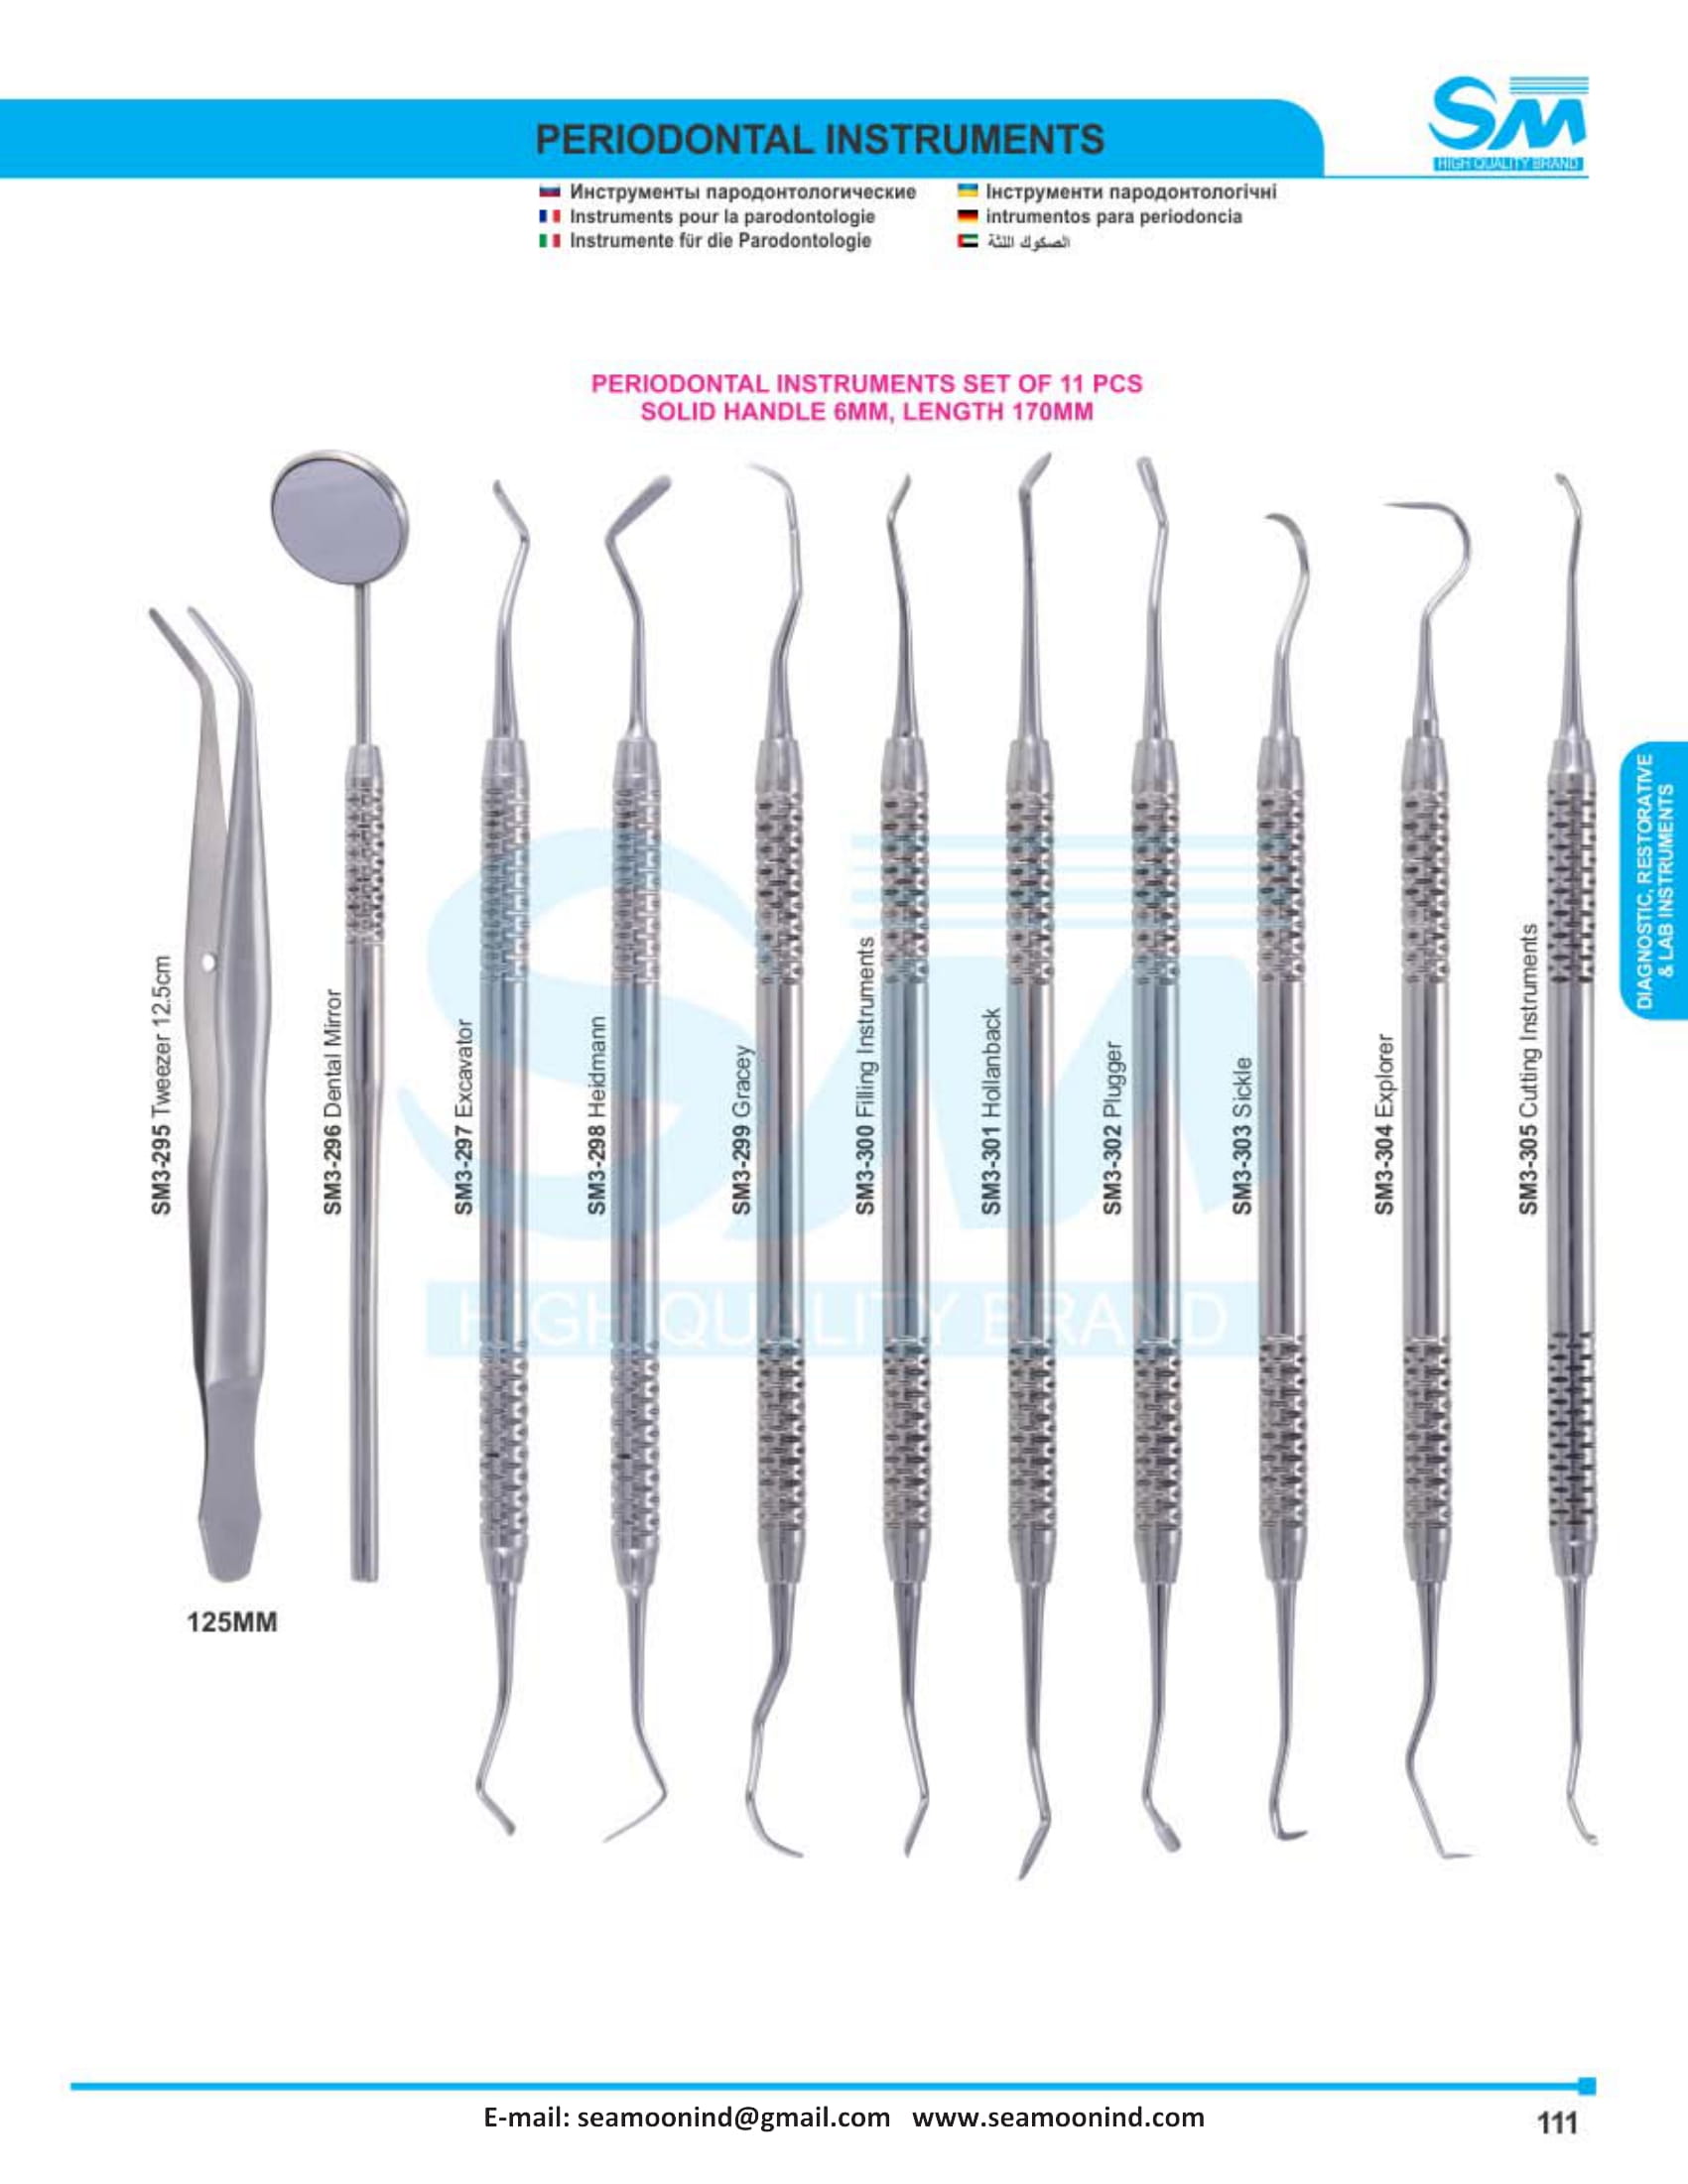 SM
HIGH QUALITY BRAND
PERIODONTAL INSTRUMENTS
Инструменты пародонтологические
Instruments pour la parodontologie
Instrumente für die Parodontologie
Інструменти пародонтологічні
intrumentos para periodoncia
الصكوك اللثة
PERIODONTAL INSTRUMENTS SET OF 11 PCS
SOLID HANDLE 6MM, LENGTH 170MM
SM3-295 Tweezer 12.5cm
SM3-296 Dental Mirror
SM3-297 Excavator
SM3-298 Heidmann
SM3-299 Gracey
SM3-300 Filling Instruments
SM3-301 Hollanback
SM3-302 Plugger
SM3-303 Sickle
SM3-304 Explorer
SM3-305 Cutting Instruments
DIAGNOSTIC, RESTORATIVE
& LAB INSTRUMENTS
SM
HIGH QUALITY BRAND
125MM
E-mail: seamoonind@gmail.com www.seamoonind.com
111